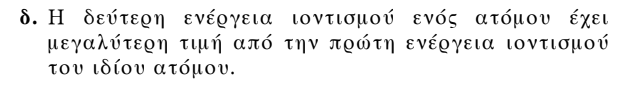 δ. Η δεύτερη ενέργεια ιοντισμού ενός ατόμου έχει
μεγαλύτερη τιμή από την πρώτη ενέργεια ιοντισμού
του ιδίου ατόμου.